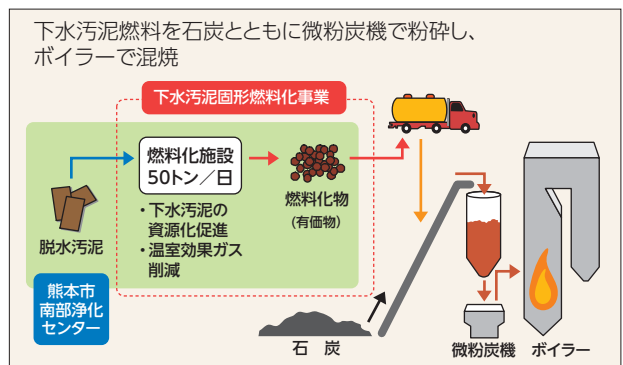 下水汚泥燃料を石炭とともに微粉炭機で粉砕し、
ボイラーで混焼
下水汚泥固形燃料化事業
燃料化施設
50トン／日
・下水汚泥の
資源化促進
・温室効果ガス
削減
燃料化物
(有価物)
脱水汚泥
熊本市
南部浄化
センター
石 炭
微粉炭機
ボイラー